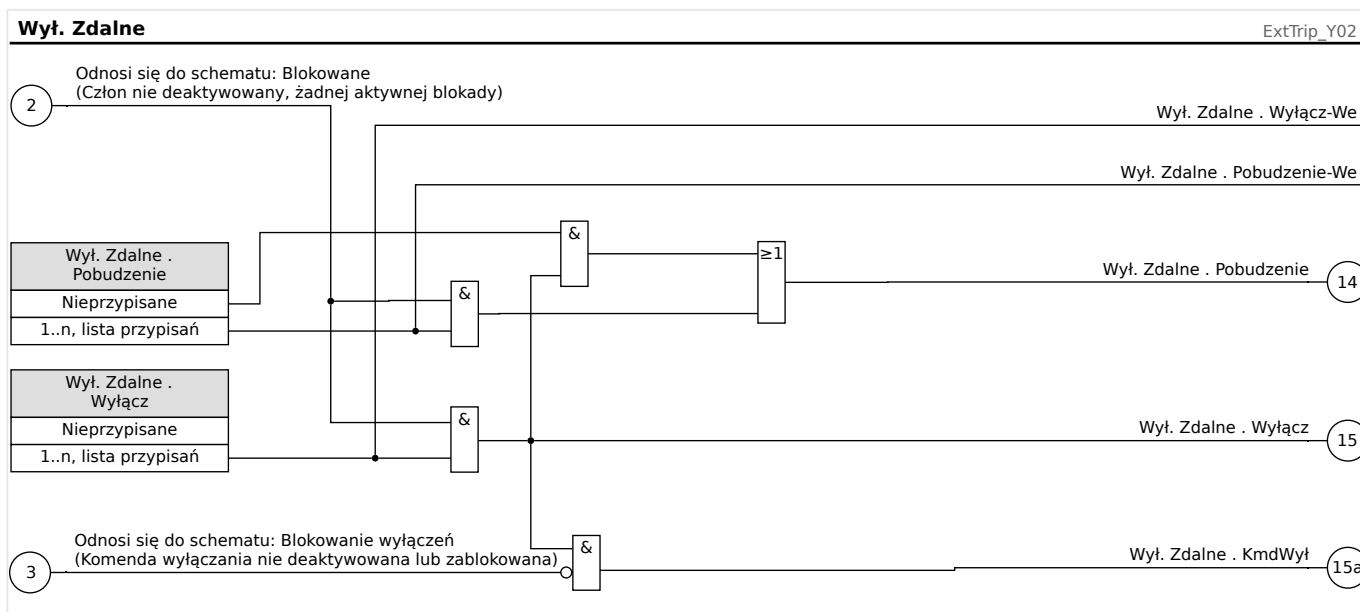 Wył. Zdalne
ExtTrip_Y02
Odnosi się do schematu: Blokowane
(Człon nie deaktywowany, żadnej aktywnej blokady)
2
Wył. Zdalne . Wyłącz-We
Wył. Zdalne . Pobudzenie-We
Wył. Zdalne .
Pobudzenie
Nieprzypisane
1..n, lista przypisań
&
&
≥1
Wył. Zdalne . Pobudzenie
14
Wył. Zdalne .
Wyłącz
Nieprzypisane
1..n, lista przypisań
&
Wył. Zdalne . Wyłącz
15
Odnosi się do schematu: Blokowanie wyłączeń
(Komenda wyłączania nie deaktywowana lub zablokowana)
3
&
Wył. Zdalne . KmdWył
15a